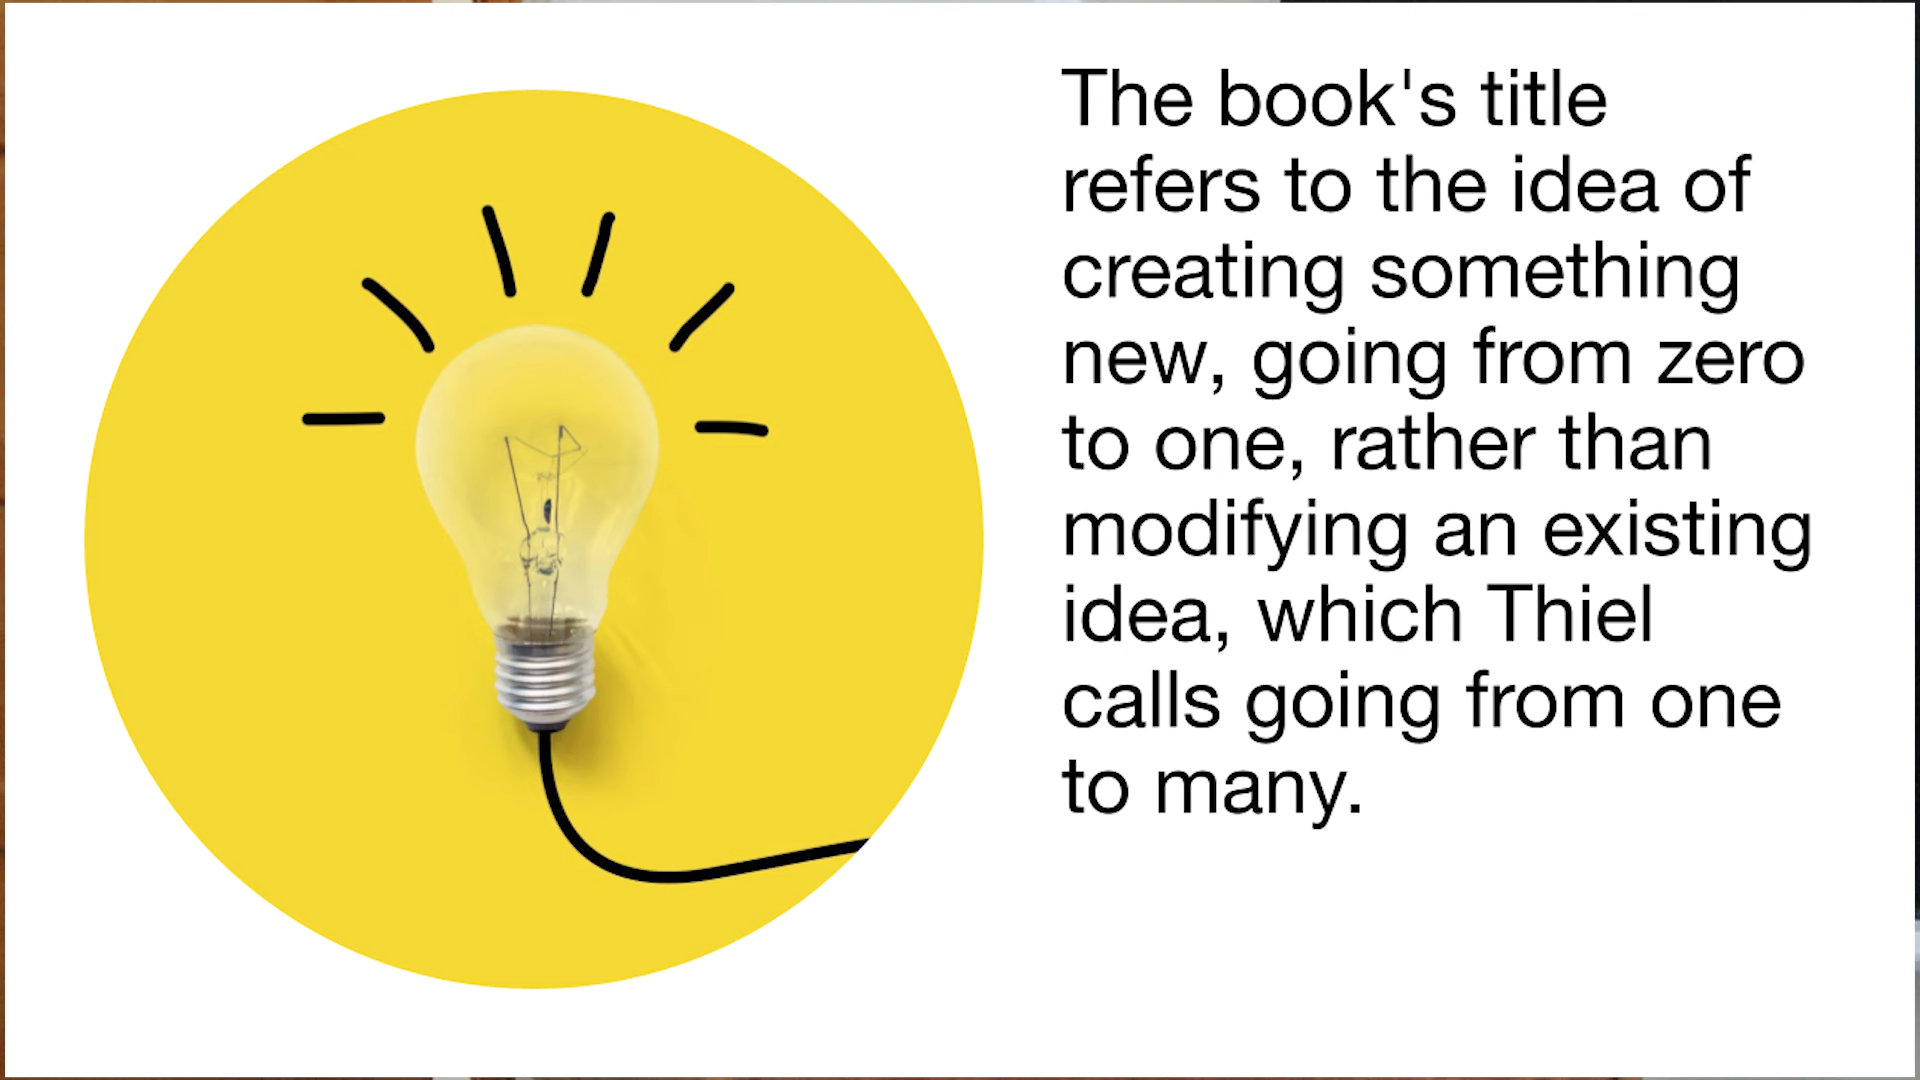 The book's title
refers to the idea of
creating something
new, going from zero
to one, rather than
modifying an existing
idea, which Thiel
calls going from one
to many.